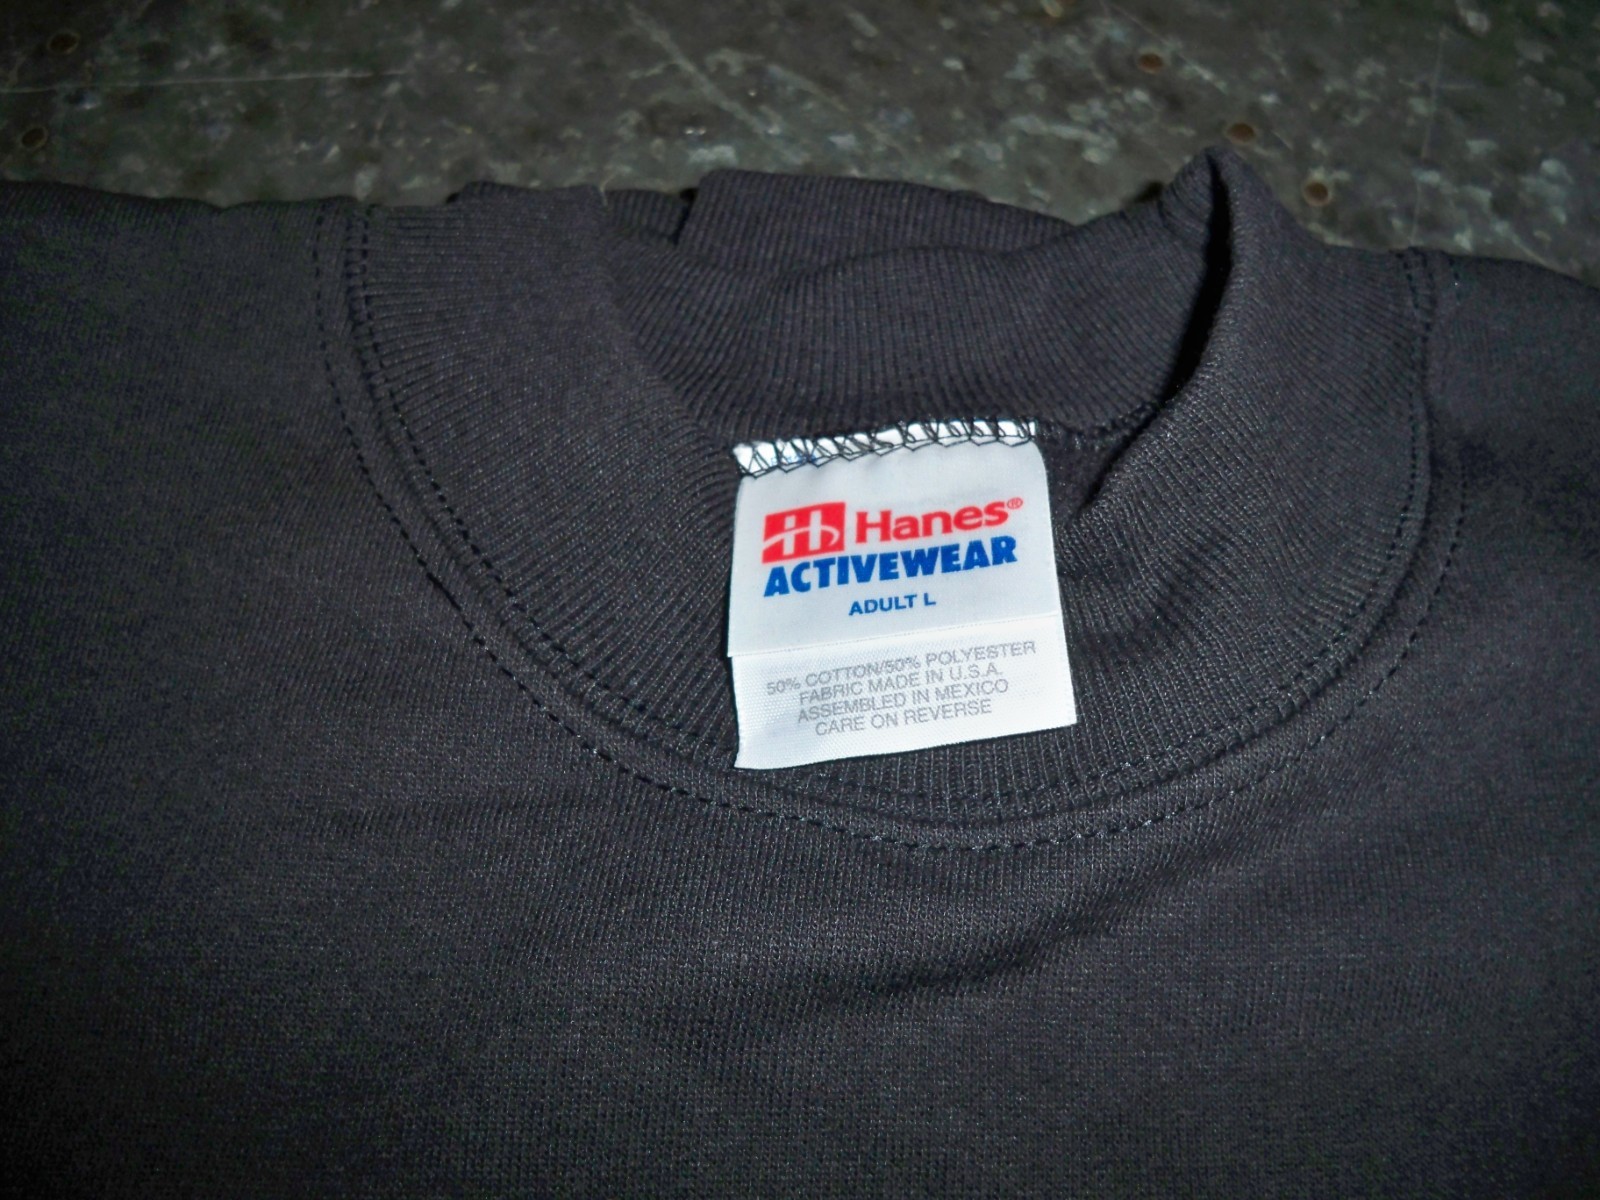 Hanes®
ACTIVEWEAR
ADULT L
50% COTTON/50% POLYESTER
FABRIC MADE IN U.S.A.
ASSEMBLED IN MEXICO
CARE ON REVERSE